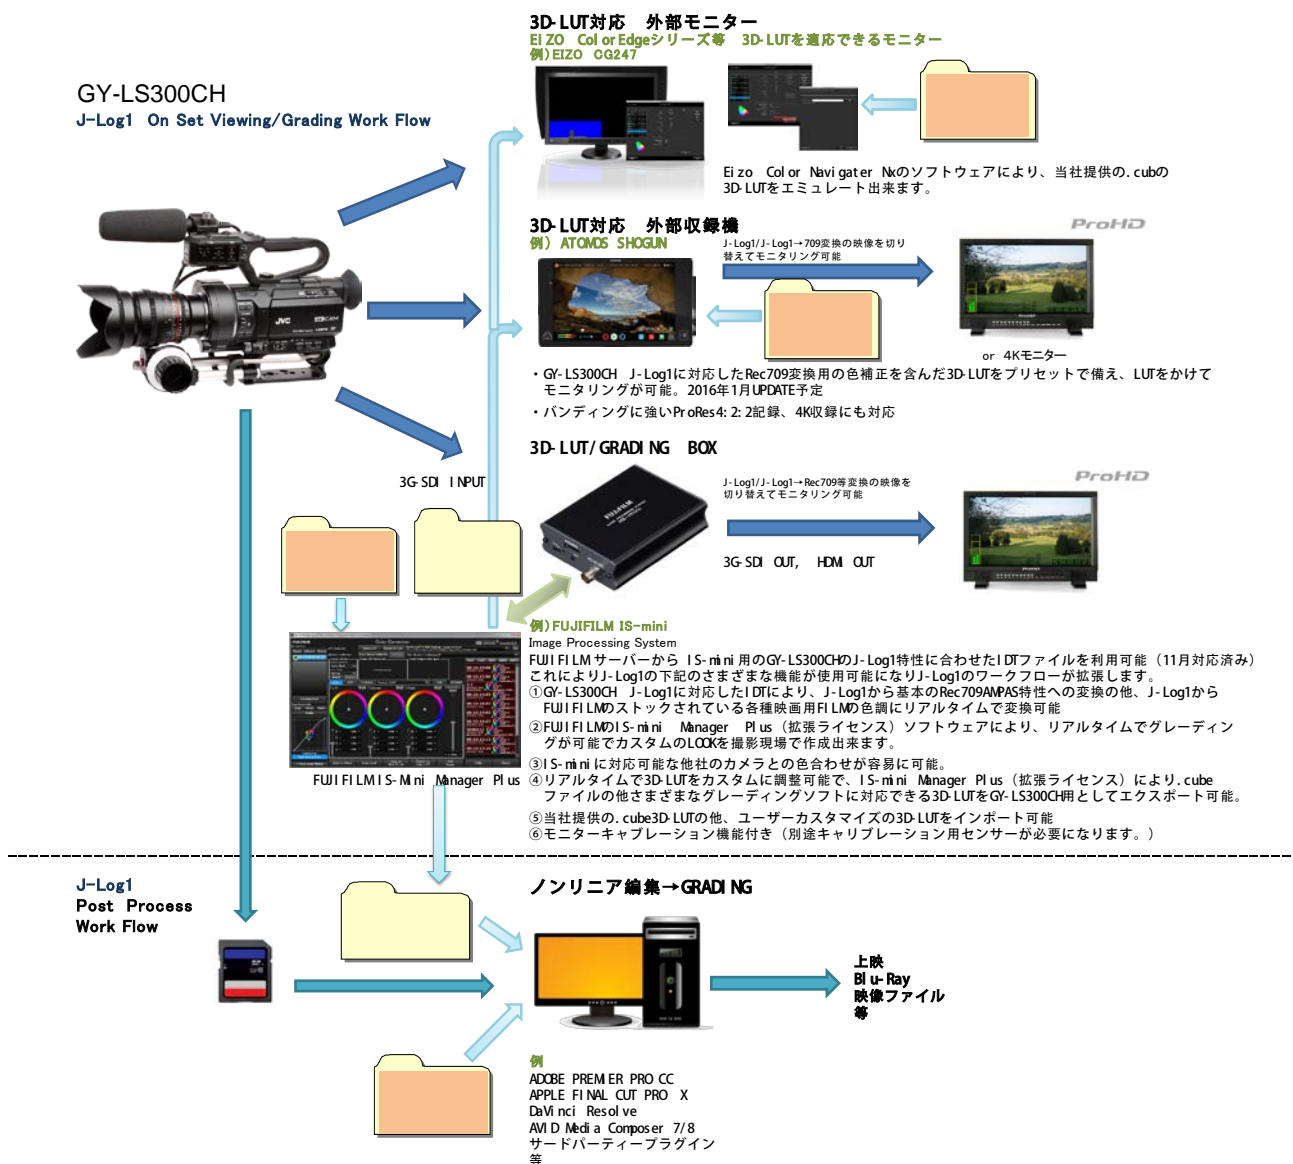 3D-LUT対応 外部モニター
EIZO ColorEdgeシリーズ等 3D-LUTを適応できるモニター
例)EIZO CG247
GY-LS300CH
J-Log1 On Set Viewing/Grading Work Flow
Eizo Color Navigater Nxのソフトウェアにより、当社提供の.cubの
3D-LUTをエミュレート出来ます。
3D-LUT対応 外部収録機
例) ATOMOS SHOGUN
J-Log1/J-Log1→709変換の映像を切り
替えてモニタリング可能
ProHD
JVC
or 4Kモニター
・GY-LS300CH J-Log1に対応したRec709変換用の色補正を含んだ3D-LUTをプリセットで備え、LUTをかけて
モニタリングが可能。2016年1月UPDATE予定
・バンディングに強いProRes4:2:2記録、4K収録にも対応
3D-LUT/GRADING BOX
3G-SDI INPUT
J-Log1/J-Log1→Rec709等変換の映像を
切り替えてモニタリング可能
ProHD
FUJIFILM
3G-SDI OUT, HDMI OUT
例)FUJIFILM IS-mini
Image Processing System
FUJIFILMサーバーから IS-mini用のGY-LS300CHのJ-Log1特性に合わせたIDTファイルを利用可能（11月対応済み）
これによりJ-Log1の下記のさまざまな機能が使用可能になりJ-Log1のワークフローが拡張します。
①GY-LS300CH J-Log1に対応したIDTにより、J-Log1から基本のRec709AMPAS特性への変換の他、J-Log1から
FUJIFILMのストックされている各種映画用FILMの色調にリアルタイムで変換可能
②FUJIFILMのIS-mini Manager Plus（拡張ライセンス）ソフトウェアにより、リアルタイムでグレーディン
グが可能でカスタムのLOOKを撮影現場で作成出来ます。
③IS-miniに対応可能な他社のカメラとの色合わせが容易に可能。
FUJIFILM IS-Mini Manager Plus
④リアルタイムで3D-LUTをカスタムに調整可能で、IS-mini Manager Plus（拡張ライセンス）により.cube
ファイルの他さまざまなグレーディングソフトに対応できる3D-LUTをGY-LS300CH用としてエクスポート可能。
⑤当社提供の.cube3D-LUTの他、ユーザーカスタマイズの3D-LUTをインポート可能
⑥モニターキャブレーション機能付き（別途キャリブレーション用センサーが必要になります。）
J-Log1
Post Process
Work Flow
ノンリニア編集→GRADING
上映
Blu-Ray
映像ファイル
等
例
ADOBE PREMIER PRO CC
APPLE FINAL CUT PRO X
DaVinci Resolve
AVID Media Composer 7/8
サードパーティープラグイン
等